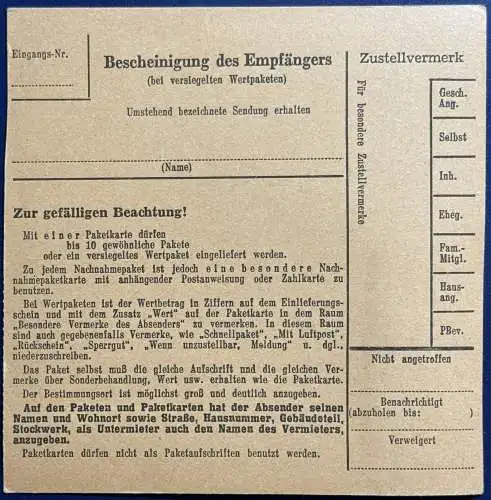 Eingangs-Nr.
Bescheinigung des Empfängers
(bei versiegelten Wertpaketen)
Umstehend bezeichnete Sendung erhalten
(Name)
Zur gefälligen Beachtung!
Mit einer Paketkarte dürfen
bis 10 gewöhnliche Pakete
oder ein versiegeltes Wertpaket eingeliefert werden.
Zu jedem Nachnahmepaket ist jedoch eine besondere Nach-
nahmepaketkarte mit anhängender Postanweisung oder Zahlkarte zu
benutzen.
Bei Wertpaketen ist der Wertbetrag in Ziffern auf dem Einlieferungs-
schein und mit dem Zusatz „Wert" auf der Paketkarte in dem Raum
„Besondere Vermerke des Absenders" zu vermerken. In diesem Raum
sind auch gegebenenfalls Vermerke, wie „Schnellpaket", „Mit Luftpost",
„Rückschein", „Sperrgut", „Wenn unzustellbar, Meldung" u. dgl.,
niederzuschreiben.
Das Paket selbst muß die gleiche Aufschrift und die gleichen Ver-
merke über Sonderbehandlung, Wert usw. erhalten wie die Paketkarte.
Der Bestimmungsort ist möglichst groß und deutlich anzugeben.
Auf den Paketen und Paketkarten hat der Absender seinen
Namen und Wohnort sowie Straße, Hausnummer, Gebäudeteil,
Stockwerk, als Untermieter auch den Namen des Vermieters,
anzugeben.
Paketkarten dürfen nicht als Paketaufschriften benutzt werden.
Zustellvermerk
Für besondere Zustellvermerke
Gesch.
Ang.
Selbst
Inh.
Eheg.
Fam.-
Mitgl.
Haus-
ang.
PBev.
Nicht angetroffen
Benachrichtigt
(abzuholen bis: )
Verweigert